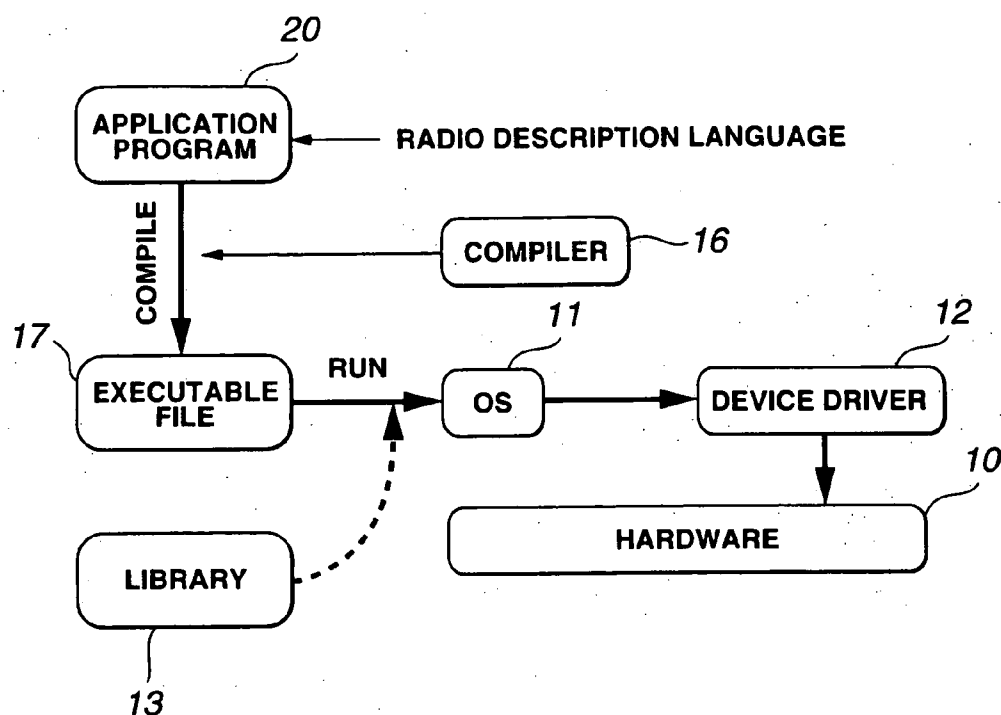 20
APPLICATION
PROGRAM
RADIO DESCRIPTION LANGUAGE
COMPILE
COMPILER
16
17
EXECUTABLE
FILE
RUN
11
OS
12
DEVICE DRIVER
10
HARDWARE
LIBRARY
13